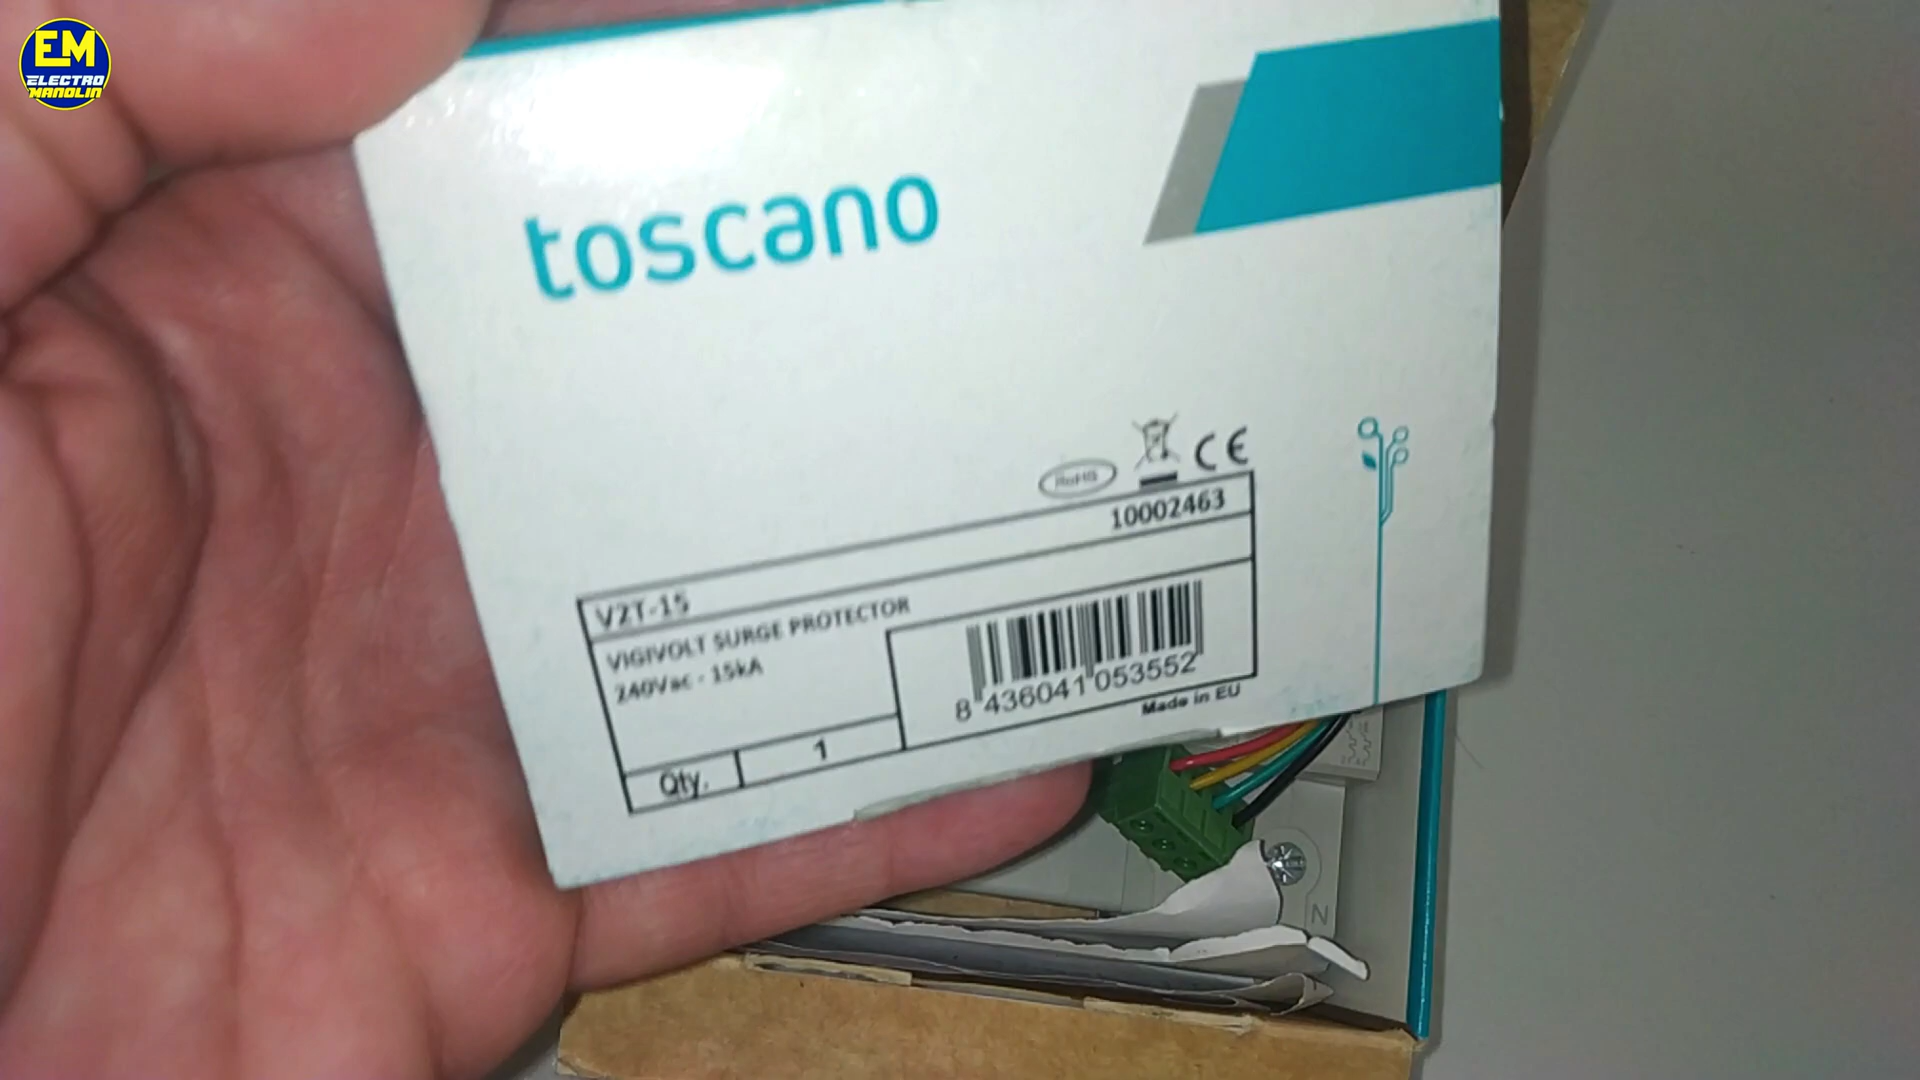 EM
ELECTRO
MANOLIN
toscano
RoHS
CE
V2T-15 10002463
VIGIVOLT SURGE PROTECTOR
240Vac - 15kA
8 436041 053552
Made in EU
Qty. 1
N